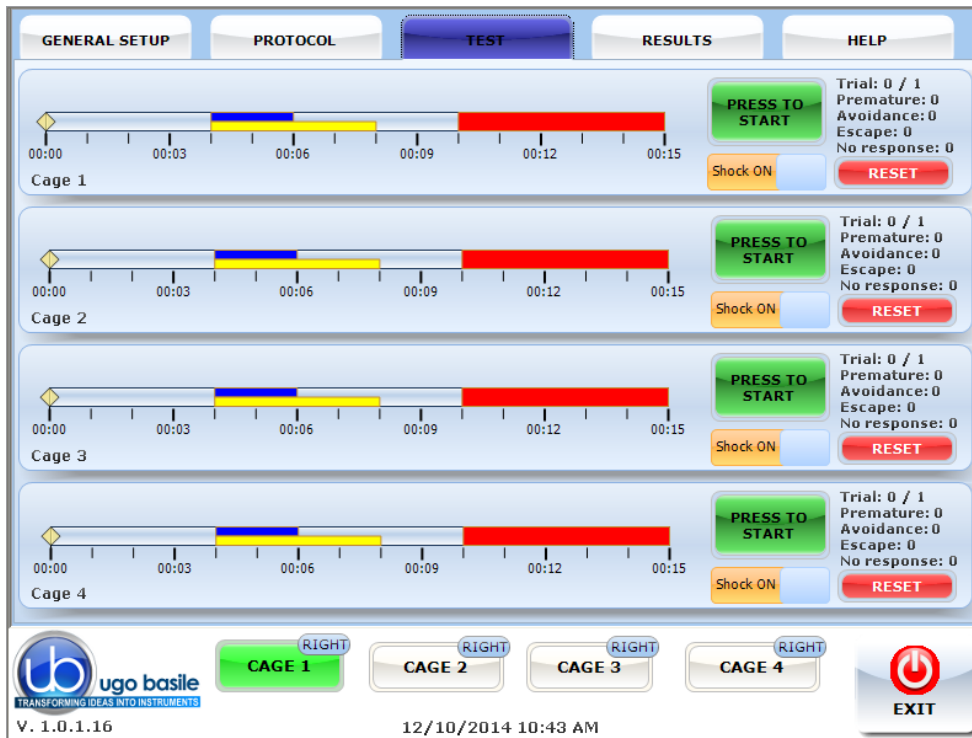 GENERAL SETUP PROTOCOL TEST RESULTS HELP
PRESS TO START
Trial: 0 / 1
Premature: 0
Avoidance: 0
Escape: 0
No response: 0
00:00 00:03 00:06 00:09 00:12 00:15
Shock ON
RESET
Cage 1
PRESS TO START
Trial: 0 / 1
Premature: 0
Avoidance: 0
Escape: 0
No response: 0
00:00 00:03 00:06 00:09 00:12 00:15
Shock ON
RESET
Cage 2
PRESS TO START
Trial: 0 / 1
Premature: 0
Avoidance: 0
Escape: 0
No response: 0
00:00 00:03 00:06 00:09 00:12 00:15
Shock ON
RESET
Cage 3
PRESS TO START
Trial: 0 / 1
Premature: 0
Avoidance: 0
Escape: 0
No response: 0
00:00 00:03 00:06 00:09 00:12 00:15
Shock ON
RESET
Cage 4
RIGHT RIGHT RIGHT RIGHT
CAGE 1 CAGE 2 CAGE 3 CAGE 4
ub ugo basile
TRANSFORMING IDEAS INTO INSTRUMENTS
EXIT
V. 1.0.1.16 12/10/2014 10:43 AM